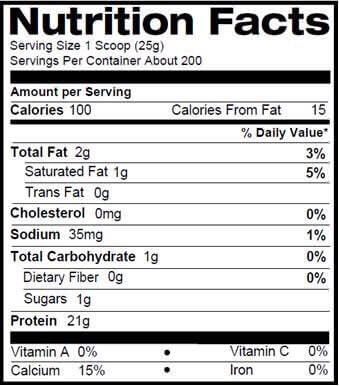 Nutrition Facts
Serving Size 1 Scoop (25g)
Servings Per Container About 200
Amount per Serving
Calories 100 Calories From Fat 15
% Daily Value*
Total Fat 2g 3%
Saturated Fat 1g 5%
Trans Fat 0g
Cholesterol 0mg 0%
Sodium 35mg 1%
Total Carbohydrate 1g 0%
Dietary Fiber 0g 0%
Sugars 1g
Protein 21g
Vitamin A 0% • Vitamin C 0%
Calcium 15% • Iron 0%